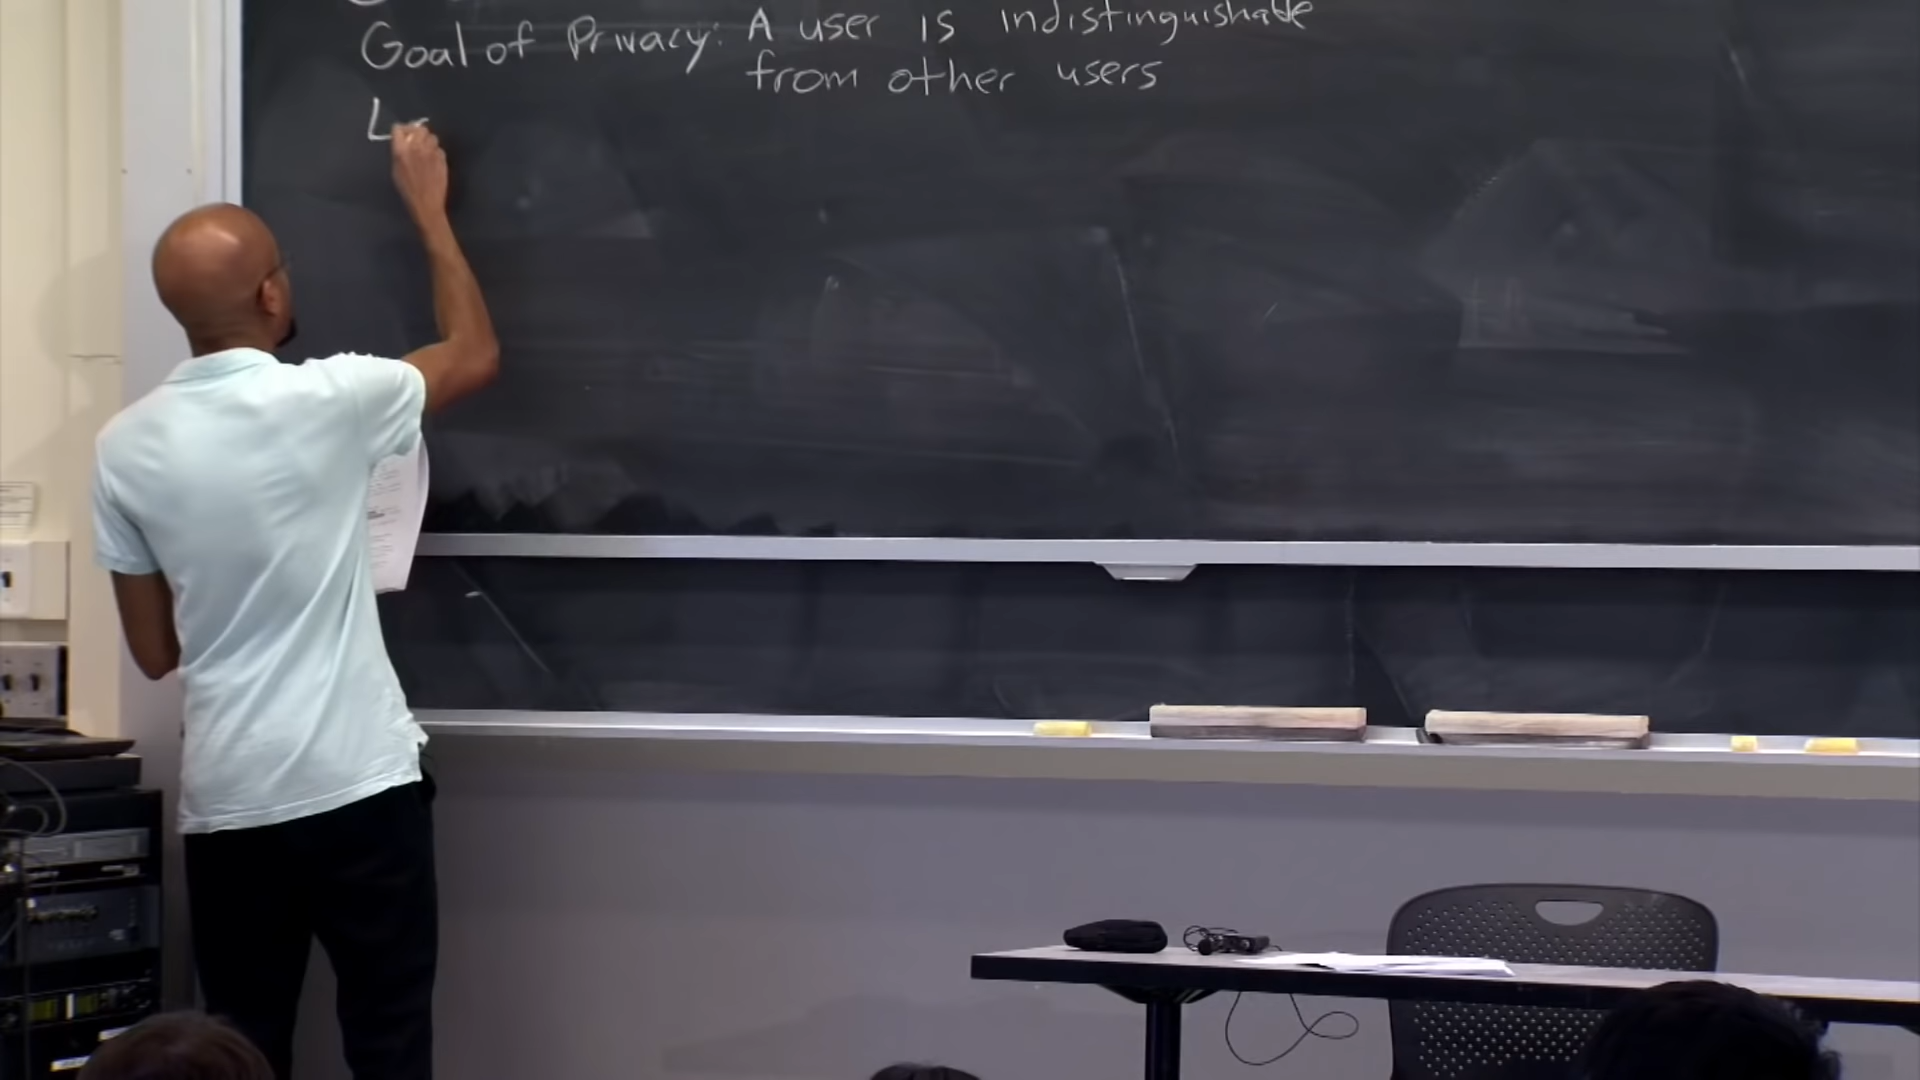 Goal of Privacy: A user is indistinguishable
from other users
L